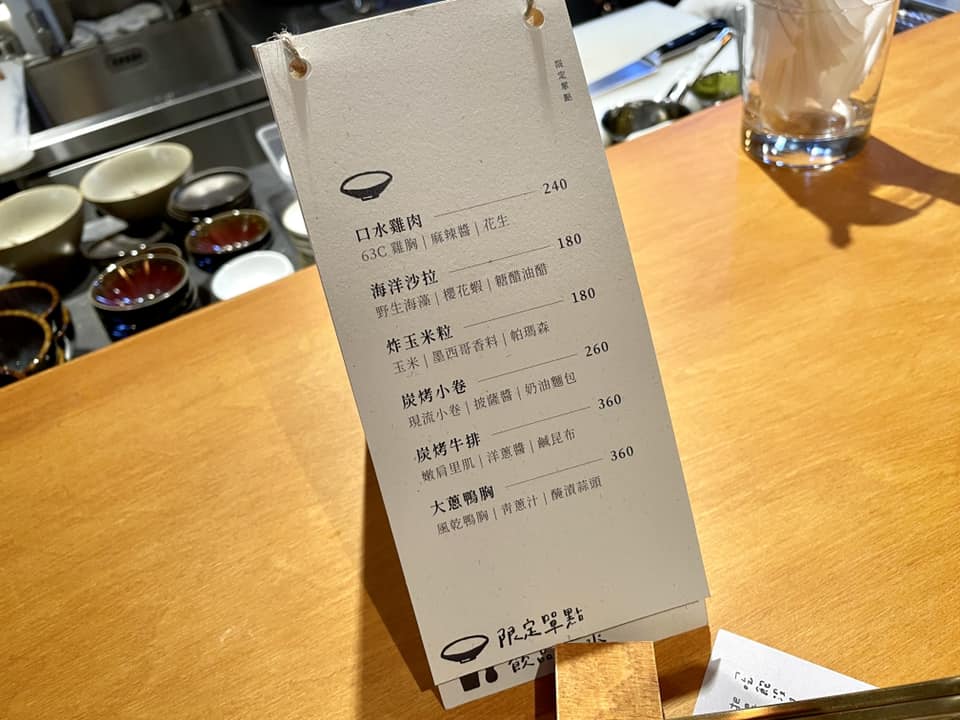 限定單點
口水雞肉 240
63C 雞胸 | 麻辣醬 | 花生
海洋沙拉 180
野生海藻 | 櫻花蝦 | 糖醋油醋
炸玉米粒 180
玉米 | 墨西哥香料 | 帕瑪森
炭烤小卷 260
現流小卷 | 披薩醬 | 奶油麵包
炭烤牛排 360
嫩肩里肌 | 洋蔥醬 | 鹹昆布
大蔥鴨胸 360
風乾鴨胸 | 青蔥汁 | 醃漬蒜頭
限定單點
飲品 水